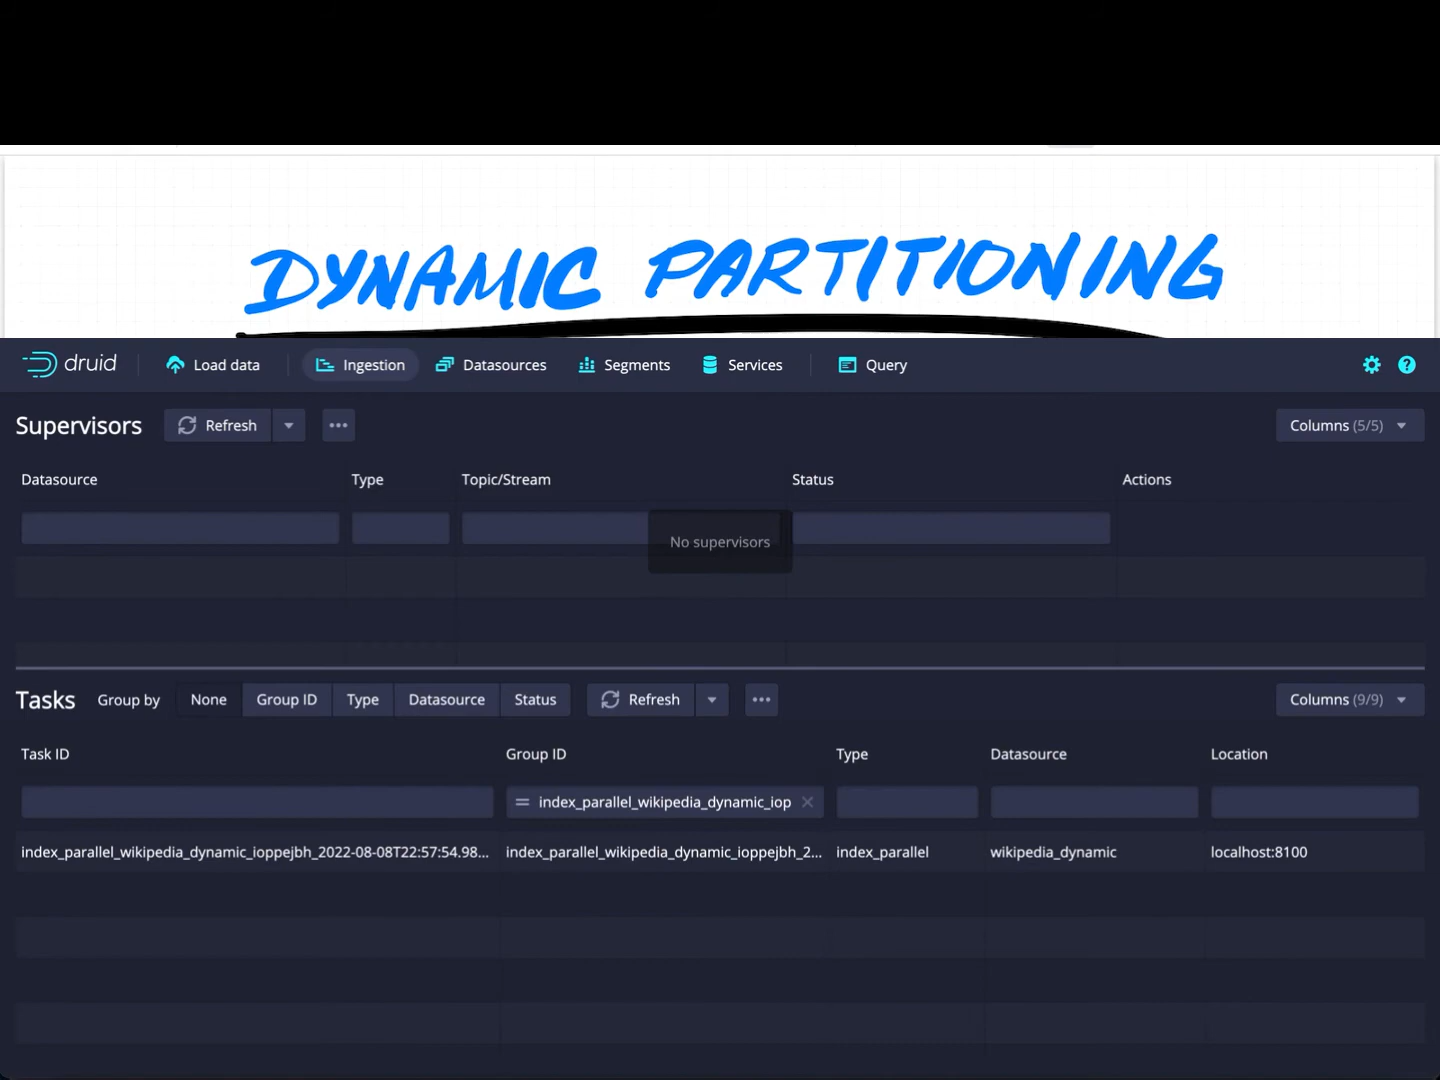 DYNAMIC PARTITIONING
druid Load data Ingestion Datasources Segments Services Query
Supervisors Refresh Columns (5/5)
Datasource Type Topic/Stream Status Actions
No supervisors
Tasks Group by None Group ID Type Datasource Status Refresh Columns (9/9)
Task ID Group ID Type Datasource Location
index_parallel_wikipedia_dynamic_iop
index_parallel_wikipedia_dynamic_ioppejbh_2022-08-08T22:57:54.98... index_parallel_wikipedia_dynamic_ioppejbh_2... index_parallel wikipedia_dynamic localhost:8100